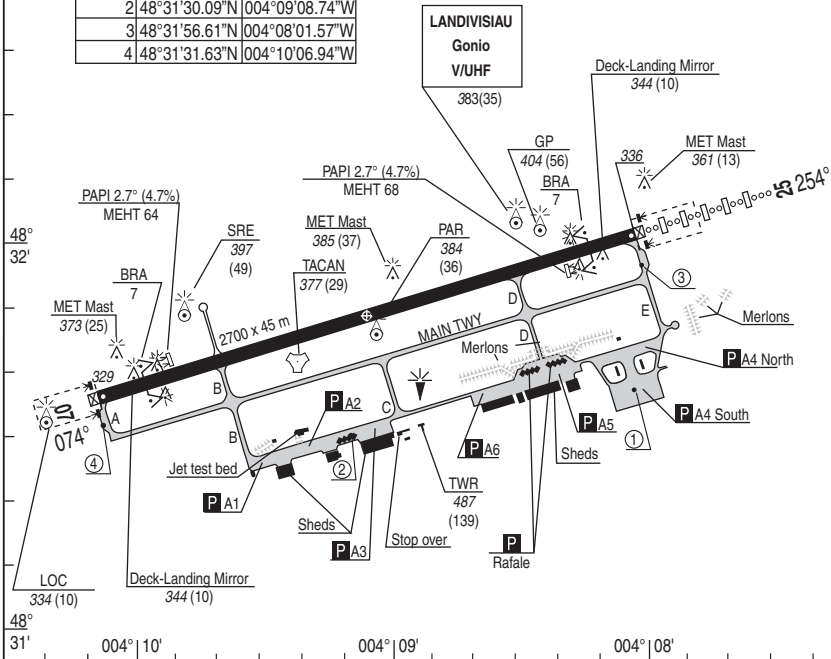 2 48°31'30.09"N 004°09'08.74"W
3 48°31'56.61"N 004°08'01.57"W
4 48°31'31.63"N 004°10'06.94"W
LANDIVISIAU
Gonio
V/UHF
383(35)
Deck-Landing Mirror
344 (10)
GP
404 (56)
BRA
7
336
MET Mast
361 (13)
25 254°
PAPI 2.7° (4.7%)
MEHT 68
PAPI 2.7° (4.7%)
MEHT 64
SRE
397
(49)
MET Mast
385 (37)
PAR
384
(36)
TACAN
377 (29)
48°
32'
BRA
7
MET Mast
373 (25)
329
2700 x 45 m
MAIN TWY
D
D
E
3
Merlons
Merlons
P A4 North
P A4 South
1
07
074°
A
B
B
C
P A2
4
Jet test bed
2
P A1
Sheds
P A3
Stop over
TWR
487
(139)
P A6
P A5
Sheds
P
Rafale
LOC
334 (10)
Deck-Landing Mirror
344 (10)
48°
31'
004° 10'
004° 09'
004° 08'